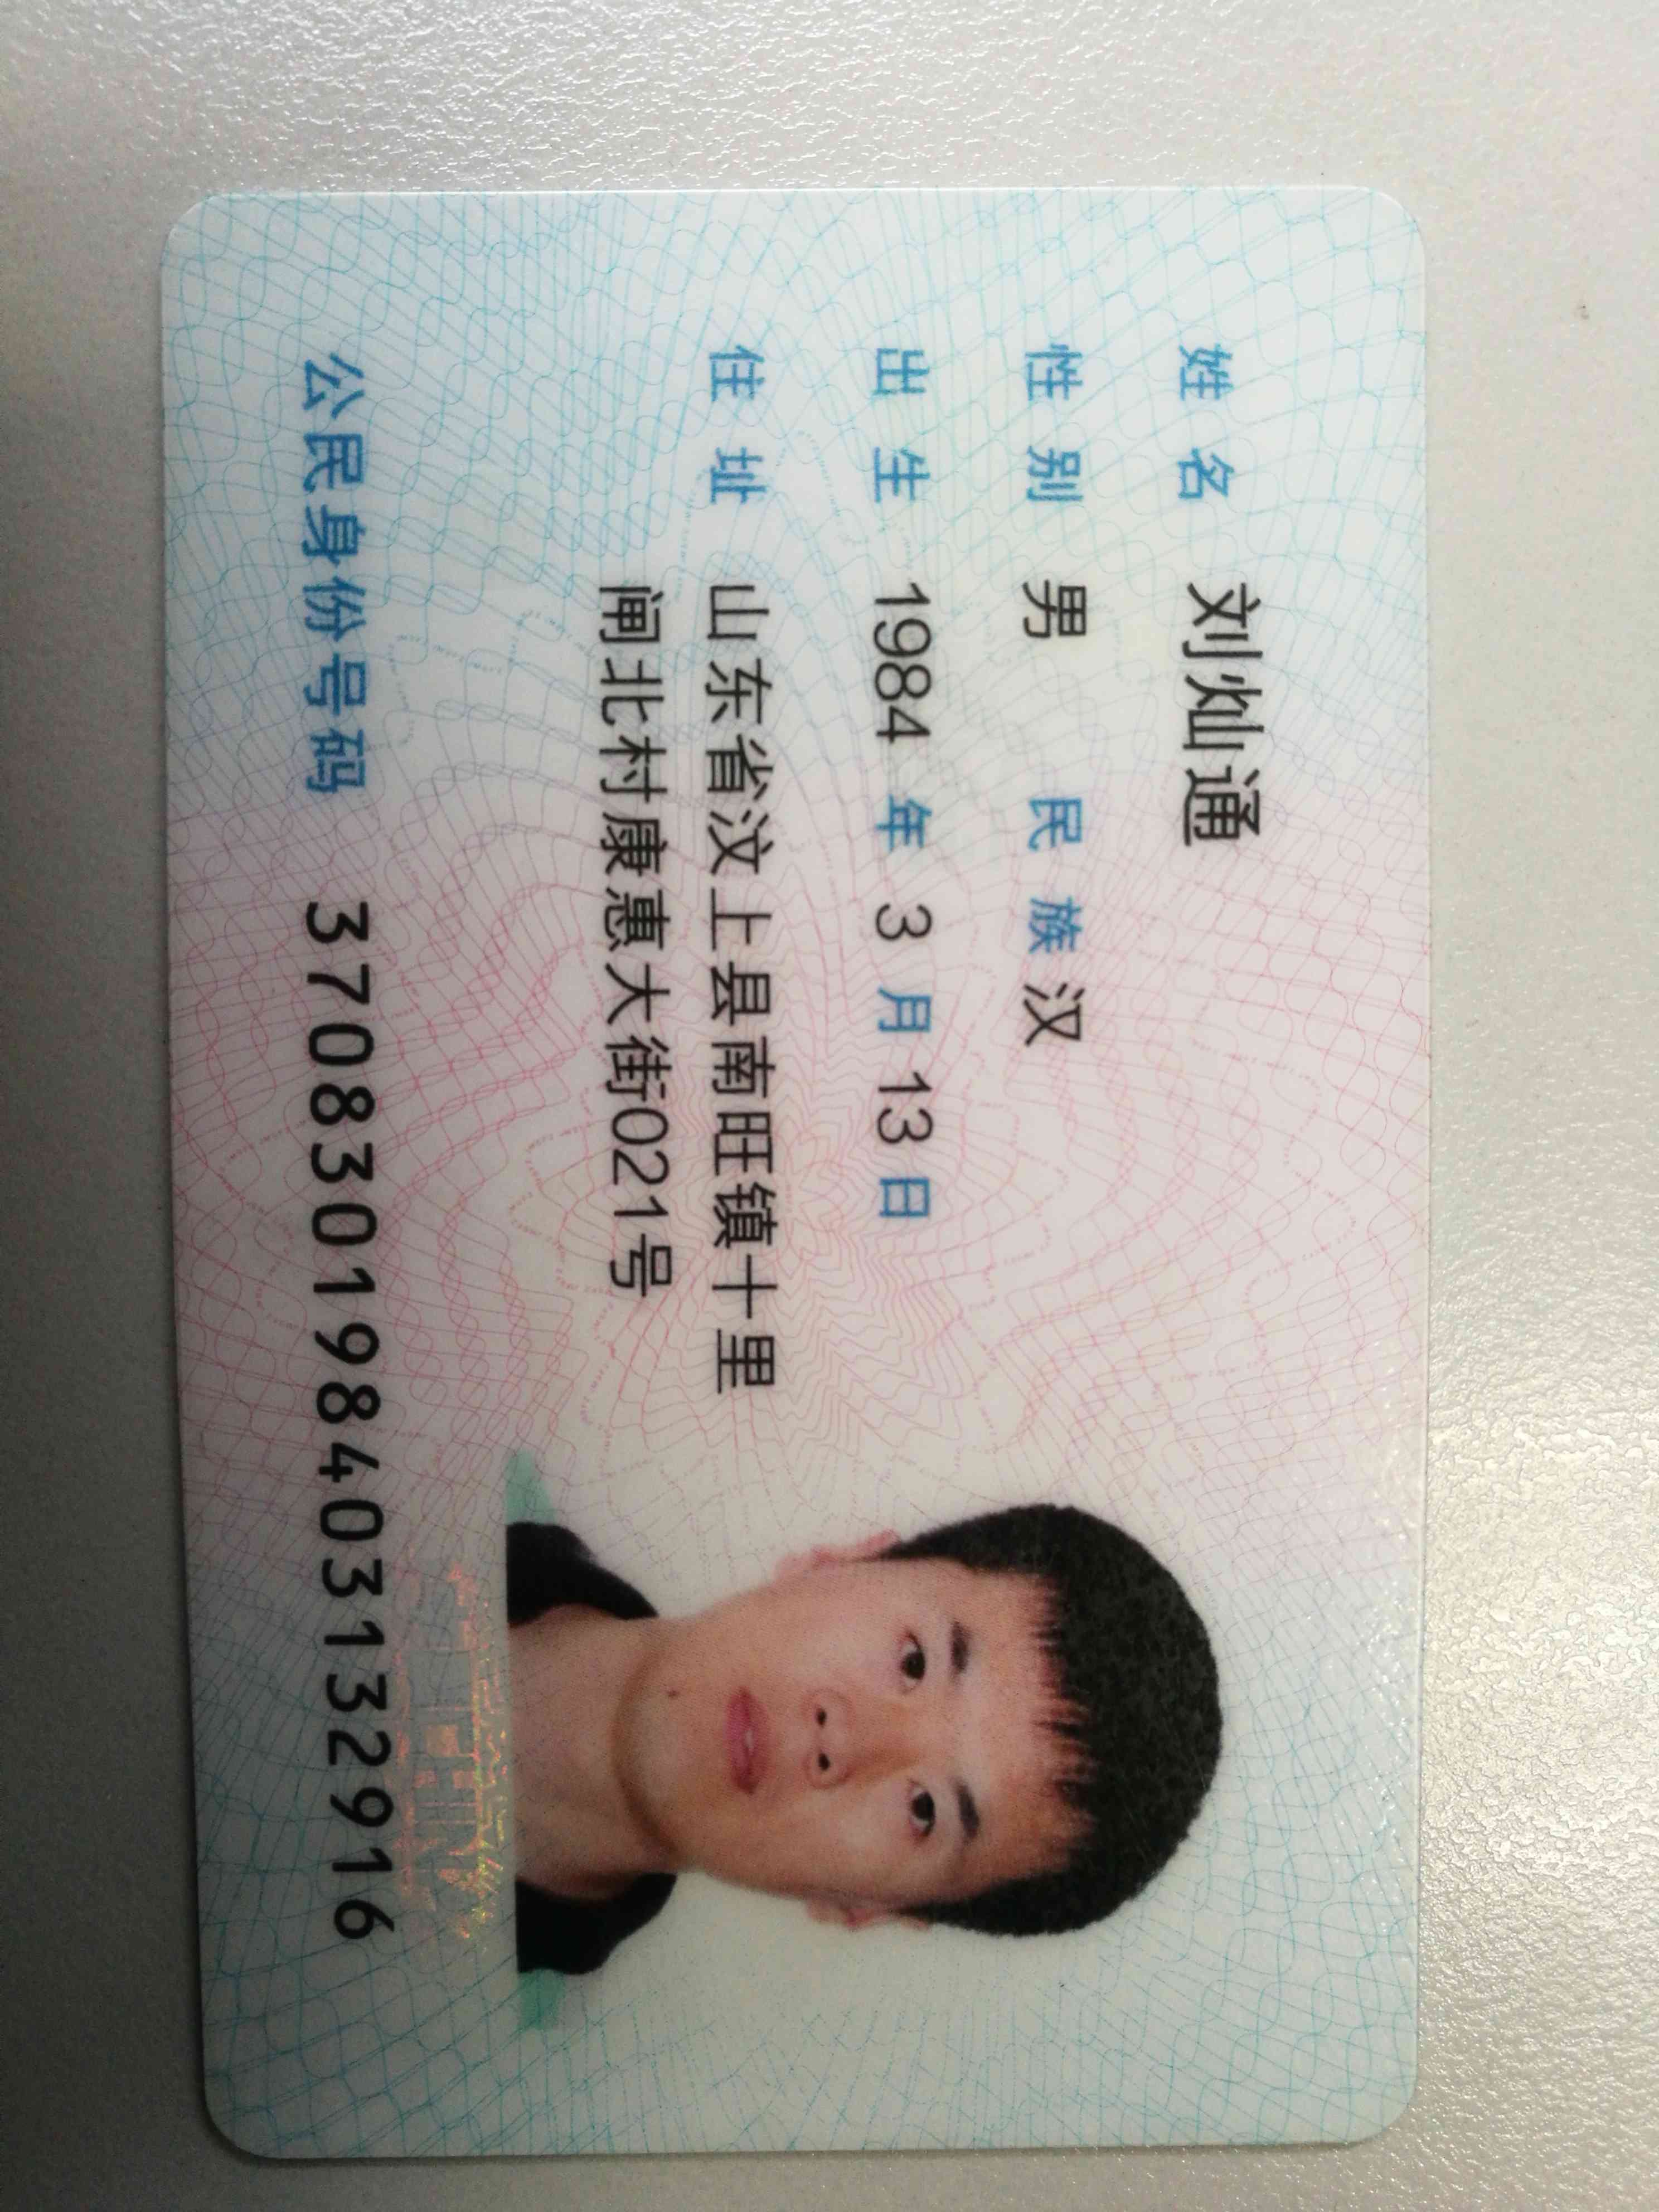 姓名 刘灿通
性别 男 民族 汉
出生 1984 年 3 月 13 日
住址 山东省汶上县南旺镇十里
闸北村康惠大街021号
公民身份号码 370830198403132916